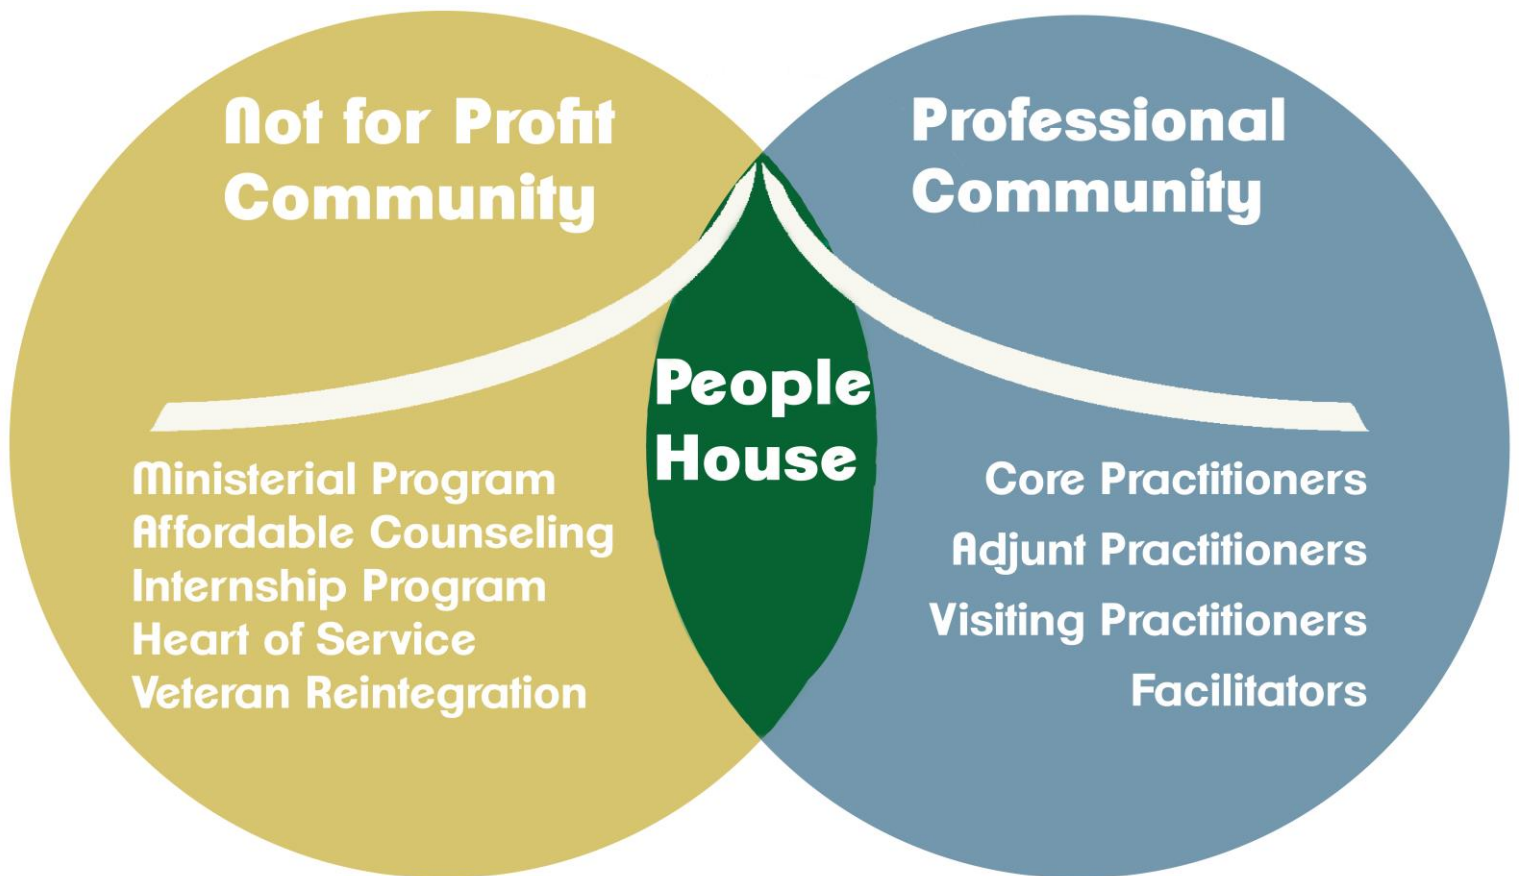 Not for Profit
Community
Professional
Community
People
House
Ministerial Program
Affordable Counseling
Internship Program
Heart of Service
Veteran Reintegration
Core Practitioners
Adjunt Practitioners
Visiting Practitioners
Facilitators